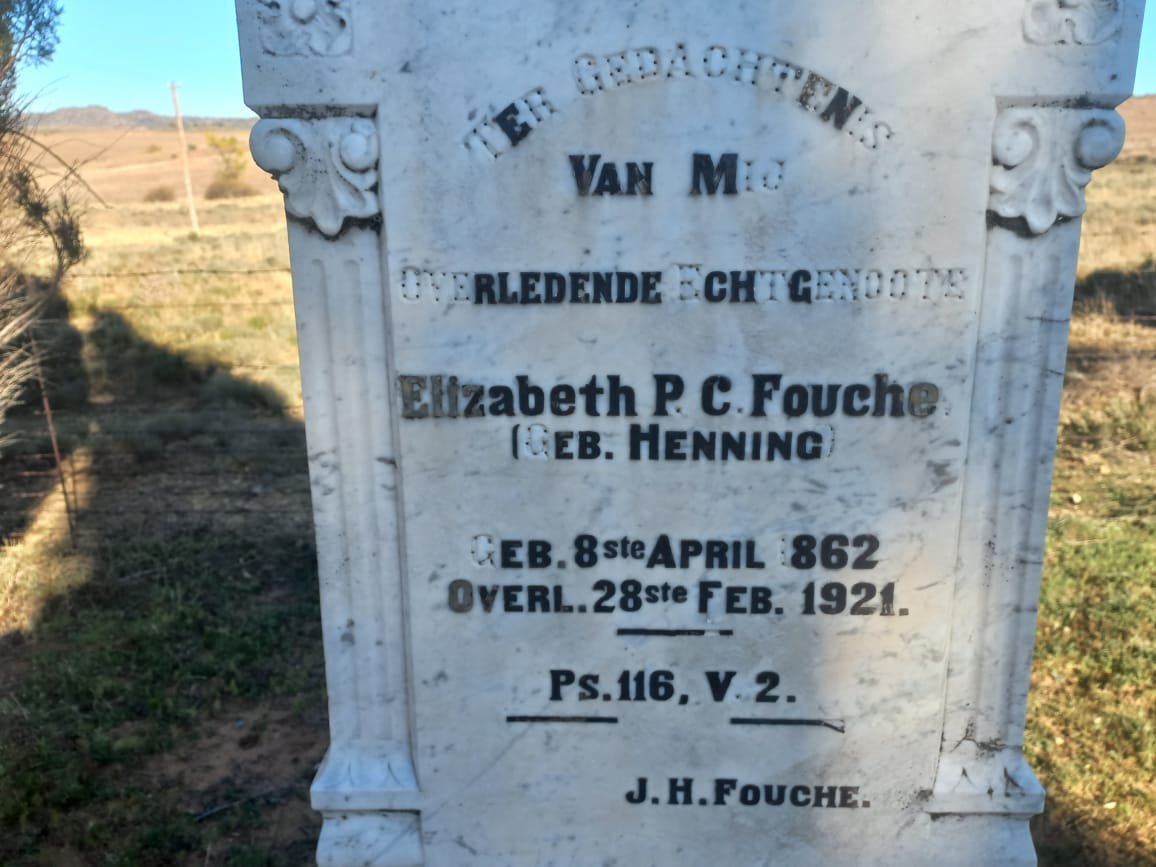 TER GEDACHTENIS
VAN MIJ
OVERLEDENDE ECHTGENOOTE
Elizabeth P. C. Fouche.
(GEB. HENNING)
GEB. 8ste APRIL 1862
OVERL. 28ste FEB. 1921.
PS. 116, V. 2.
J. H. FOUCHE.